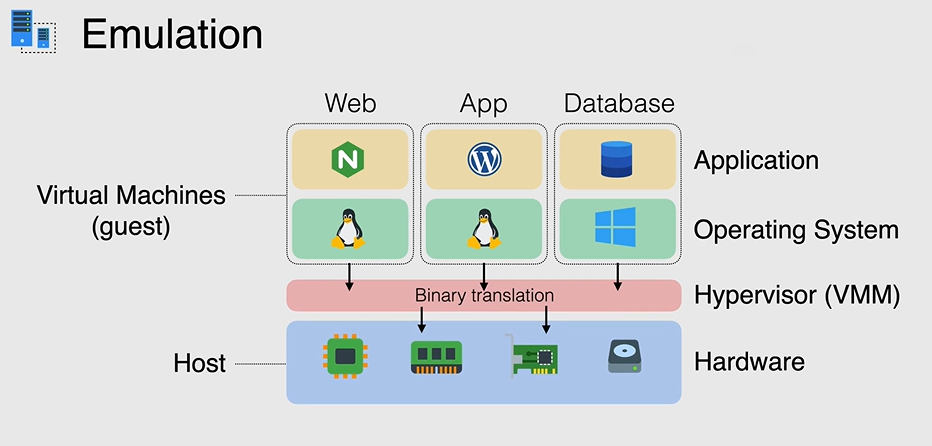 Emulation
Web
App
Database
N
Application
Virtual Machines
(guest)
Operating System
Binary translation
Hypervisor (VMM)
Host
Hardware